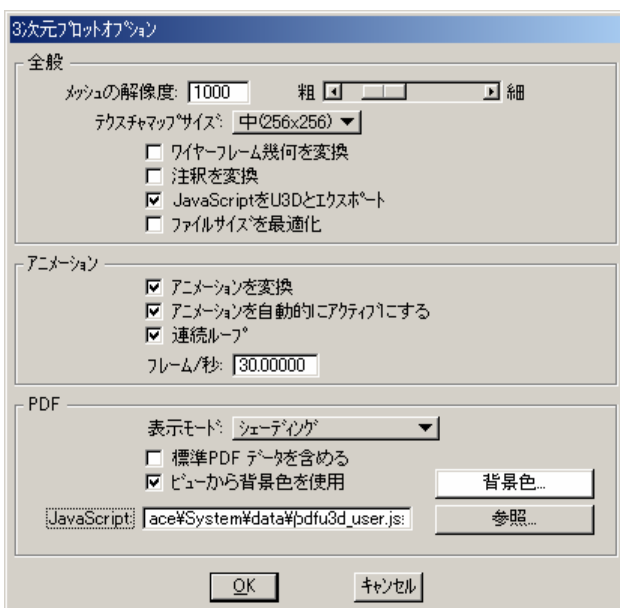 3次元プロットオプション
全般
メッシュの解像度: 1000 粗 細
テクスチャマップサイズ: 中(256x256)
ワイヤーフレーム幾何を変換
注釈を変換
JavaScriptをU3Dとエクスポート
ファイルサイズを最適化
アニメーション
アニメーションを変換
アニメーションを自動的にアクティブにする
連続ループ
フレーム/秒: 30.00000
PDF
表示モード: シェーディング
標準PDF データを含める
ビューから背景色を使用 背景色...
JavaScript: ace¥System¥data¥pdfu3d_user.js: 参照...
OK キャンセル